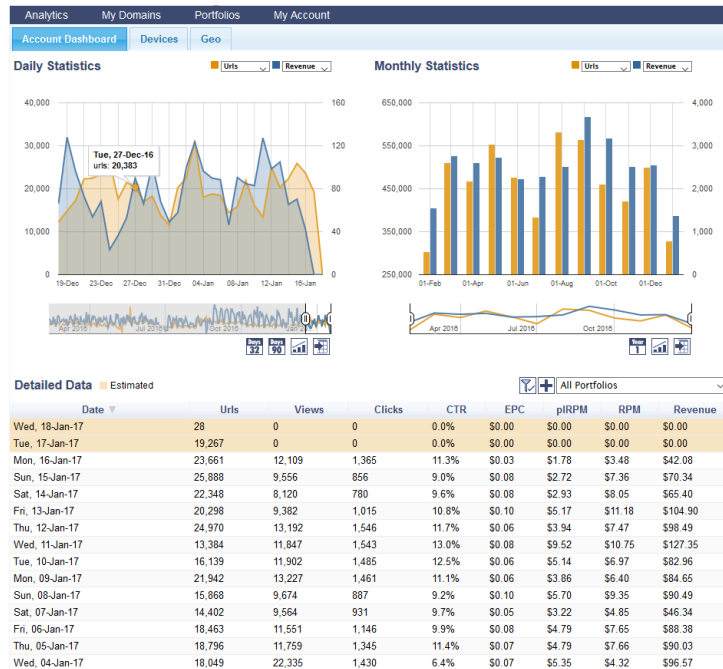 Analytics My Domains Portfolios My Account
Account Dashboard Devices Geo
Daily Statistics Urls Revenue
Monthly Statistics Urls Revenue
40,000 160
30,000 120
20,000 80
10,000 40
0 0
Tue, 27-Dec-16
urls: 20,383
19-Dec 23-Dec 27-Dec 31-Dec 04-Jan 08-Jan 12-Jan 16-Jan
650,000 4,000
550,000 3,000
450,000 2,000
350,000 1,000
250,000 0
01-Feb 01-Apr 01-Jun 01-Aug 01-Oct 01-Dec
Apr 2016 Jul 2016 Oct 2016
Apr 2016 Jul 2016 Oct 2016
Days 32 Days 90
Year 1
Detailed Data Estimated All Portfolios
Date Urls Views Clicks CTR EPC plRPM RPM Revenue
Wed, 18-Jan-17 28 0 0 0.0% $0.00 $0.00 $0.00 $0.00
Tue, 17-Jan-17 19,267 0 0 0.0% $0.00 $0.00 $0.00 $0.00
Mon, 16-Jan-17 23,661 12,109 1,365 11.3% $0.03 $1.78 $3.48 $42.08
Sun, 15-Jan-17 25,888 9,556 856 9.0% $0.08 $2.72 $7.36 $70.34
Sat, 14-Jan-17 22,348 8,120 780 9.6% $0.08 $2.93 $8.05 $65.40
Fri, 13-Jan-17 20,298 9,382 1,015 10.8% $0.10 $5.17 $11.18 $104.90
Thu, 12-Jan-17 24,970 13,192 1,546 11.7% $0.06 $3.94 $7.47 $98.49
Wed, 11-Jan-17 13,384 11,847 1,543 13.0% $0.08 $9.52 $10.75 $127.35
Tue, 10-Jan-17 16,139 11,902 1,485 12.5% $0.06 $5.14 $6.97 $82.96
Mon, 09-Jan-17 21,942 13,227 1,461 11.1% $0.06 $3.86 $6.40 $84.65
Sun, 08-Jan-17 15,868 9,674 887 9.2% $0.10 $5.70 $9.35 $90.49
Sat, 07-Jan-17 14,402 9,564 931 9.7% $0.05 $3.22 $4.85 $46.34
Fri, 06-Jan-17 18,463 11,551 1,146 9.9% $0.08 $4.79 $7.65 $88.38
Thu, 05-Jan-17 18,796 11,759 1,345 11.4% $0.07 $4.79 $7.66 $90.03
Wed, 04-Jan-17 18,049 22,335 1,430 6.4% $0.07 $5.35 $4.32 $96.57